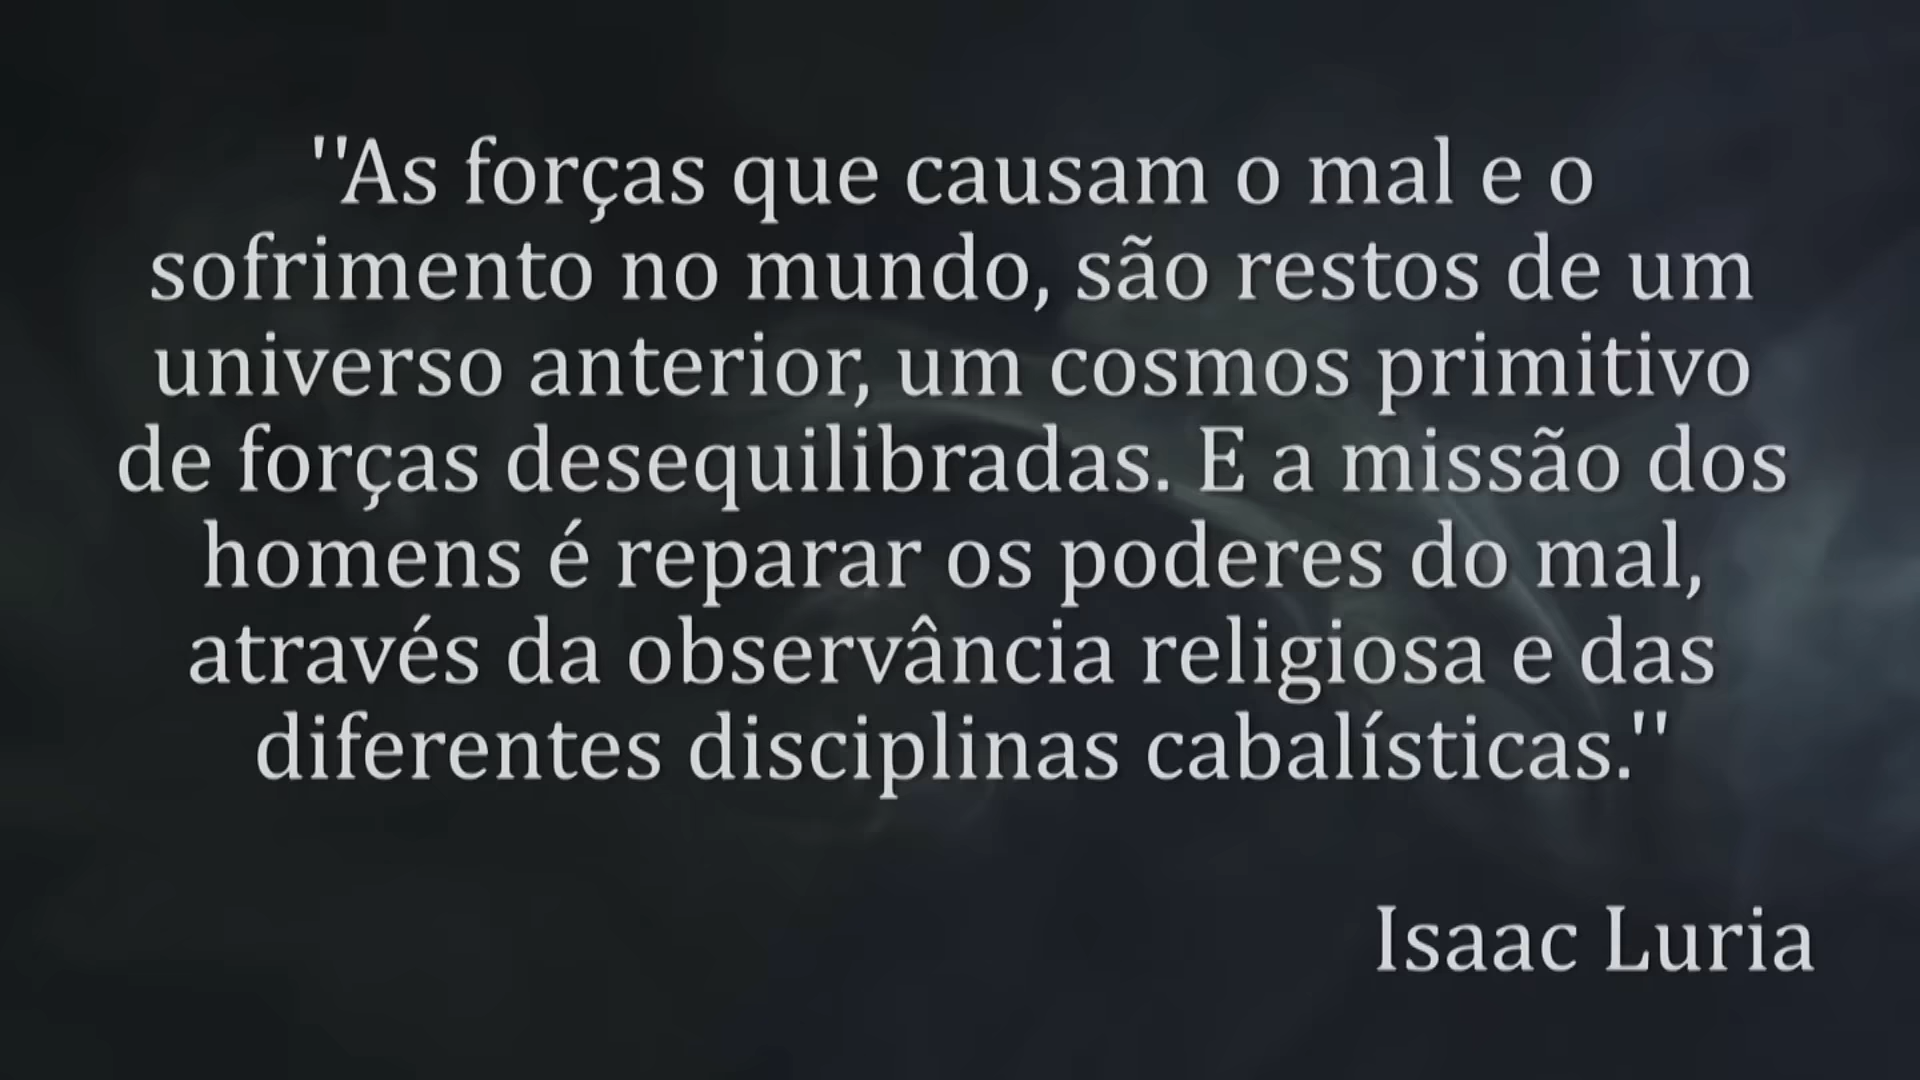 "As forças que causam o mal e o
sofrimento no mundo, são restos de um
universo anterior, um cosmos primitivo
de forças desequilibradas. E a missão dos
homens é reparar os poderes do mal,
através da observância religiosa e das
diferentes disciplinas cabalísticas."
Isaac Luria